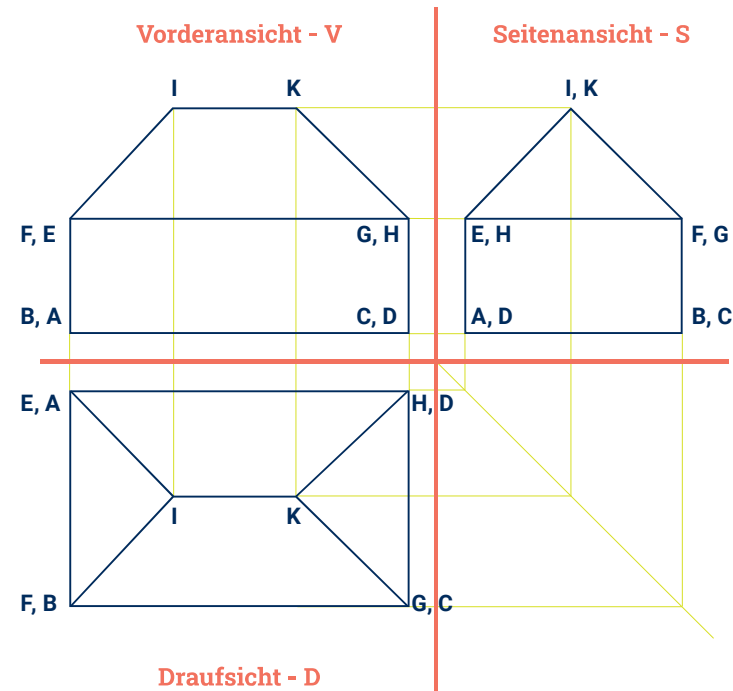 Vorderansicht - V
Seitenansicht - S
I
K
I, K
F, E
G, H
E, H
F, G
B, A
C, D
A, D
B, C
E, A
H, D
I
K
F, B
G, C
Draufsicht - D